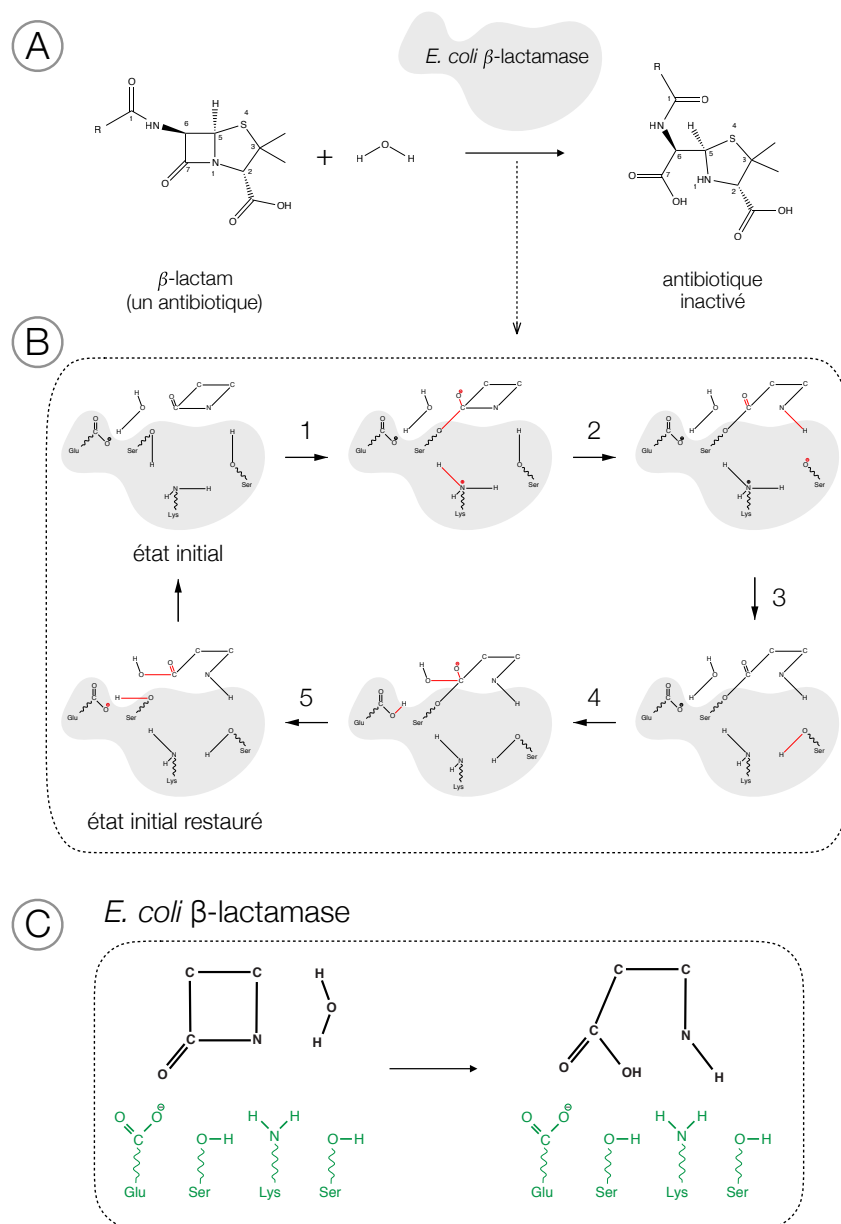 A
E. coli β-lactamase
O
1
HN
R
H
6
5
S
4
3
7
N
1
2
O
O
OH
+
O
H
H
R
1
O
HN
H
6
5
S
4
3
O
7
HN
1
2
OH
O
OH
β-lactam
(un antibiotique)
antibiotique
inactivé
B
1
2
état initial
3
5
4
état initial restauré
C
E. coli β-lactamase
C
C
H
O
C
N
H
O
C
C
C
N
O
OH
H
O
O
⊖
C
O
H
H
N
H
O
H
Glu
Ser
Lys
Ser
O
O
⊖
C
O
H
H
N
H
O
H
Glu
Ser
Lys
Ser